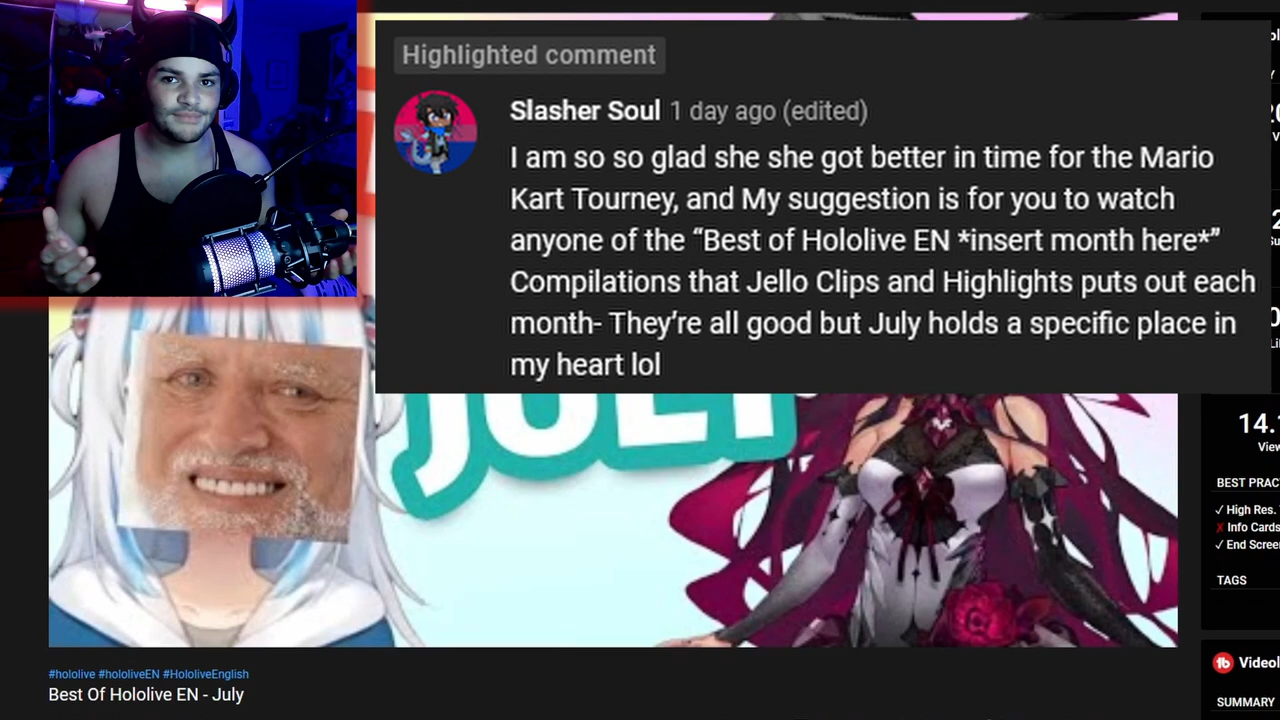 Highlighted comment
Slasher Soul 1 day ago (edited)
I am so so glad she she got better in time for the Mario
Kart Tourney, and My suggestion is for you to watch
anyone of the “Best of Hololive EN *insert month here*”
Compilations that Jello Clips and Highlights puts out each
month- They’re all good but July holds a specific place in
my heart lol
JULY
#hololive #hololiveEN #HololiveEnglish
Best Of Hololive EN - July
14.
View
BEST PRAC
✓ High Res.
✗ Info Cards
✓ End Scree
TAGS
tb VideoI
SUMMARY